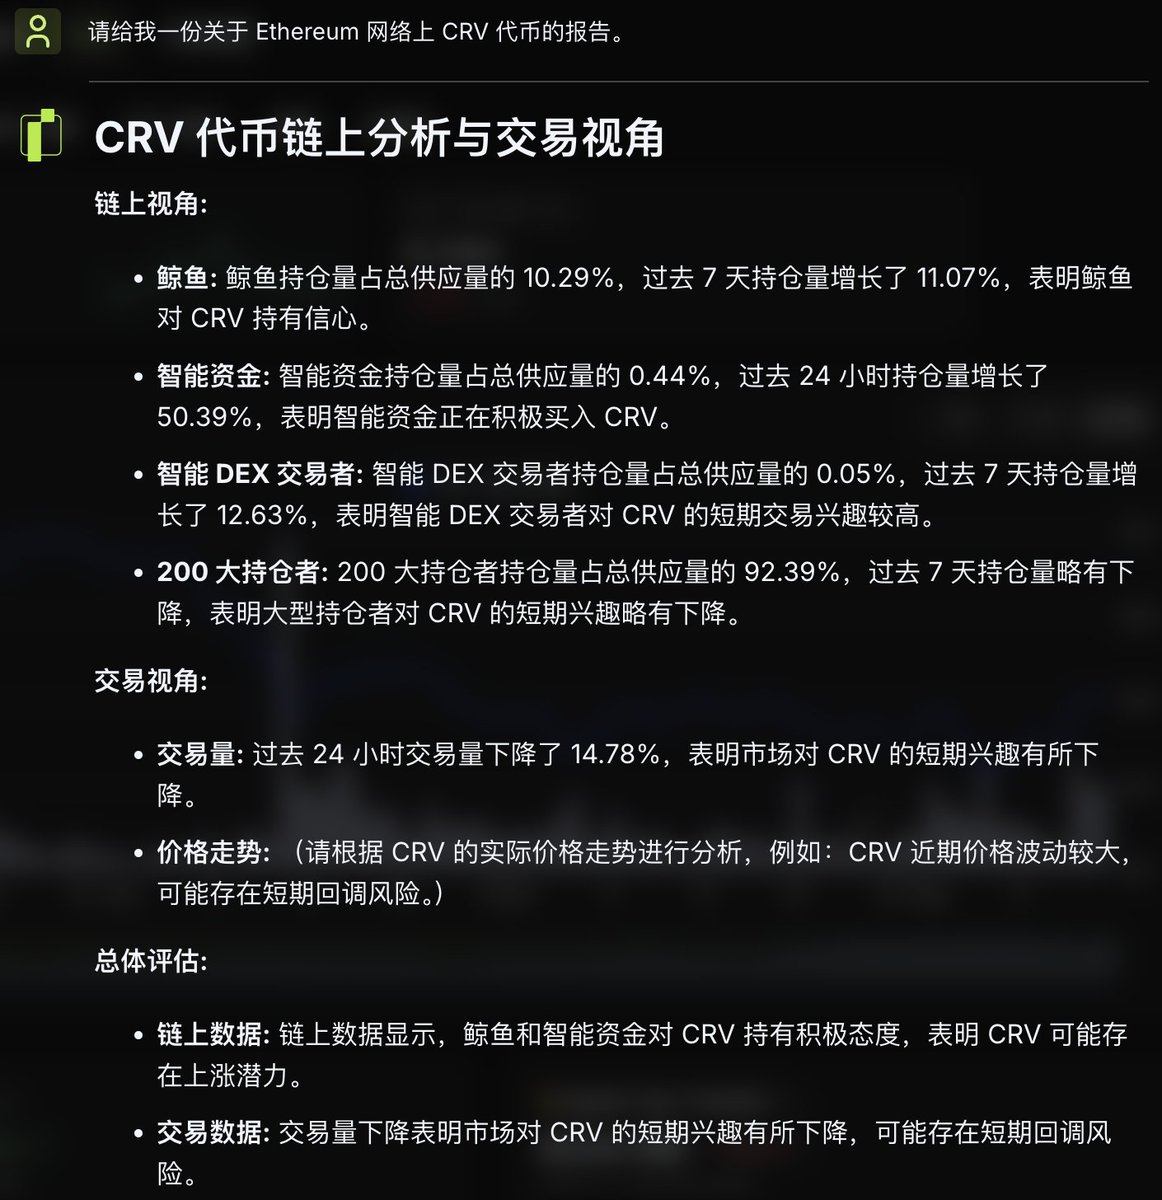 请给我一份关于 Ethereum 网络上 CRV 代币的报告。
CRV 代币链上分析与交易视角
链上视角:
• 鲸鱼: 鲸鱼持仓量占总供应量的 10.29%，过去 7 天持仓量增长了 11.07%，表明鲸鱼
对 CRV 持有信心。
• 智能资金: 智能资金持仓量占总供应量的 0.44%，过去 24 小时持仓量增长了
50.39%，表明智能资金正在积极买入 CRV。
• 智能 DEX 交易者: 智能 DEX 交易者持仓量占总供应量的 0.05%，过去 7 天持仓量增
长了 12.63%，表明智能 DEX 交易者对 CRV 的短期交易兴趣较高。
• 200 大持仓者: 200 大持仓者持仓量占总供应量的 92.39%，过去 7 天持仓量略有下
降，表明大型持仓者对 CRV 的短期兴趣略有下降。
交易视角:
• 交易量: 过去 24 小时交易量下降了 14.78%，表明市场对 CRV 的短期兴趣有所下
降。
• 价格走势: （请根据 CRV 的实际价格走势进行分析，例如：CRV 近期价格波动较大，
可能存在短期回调风险。）
总体评估:
• 链上数据: 链上数据显示，鲸鱼和智能资金对 CRV 持有积极态度，表明 CRV 可能存
在上涨潜力。
• 交易数据: 交易量下降表明市场对 CRV 的短期兴趣有所下降，可能存在短期回调风
险。